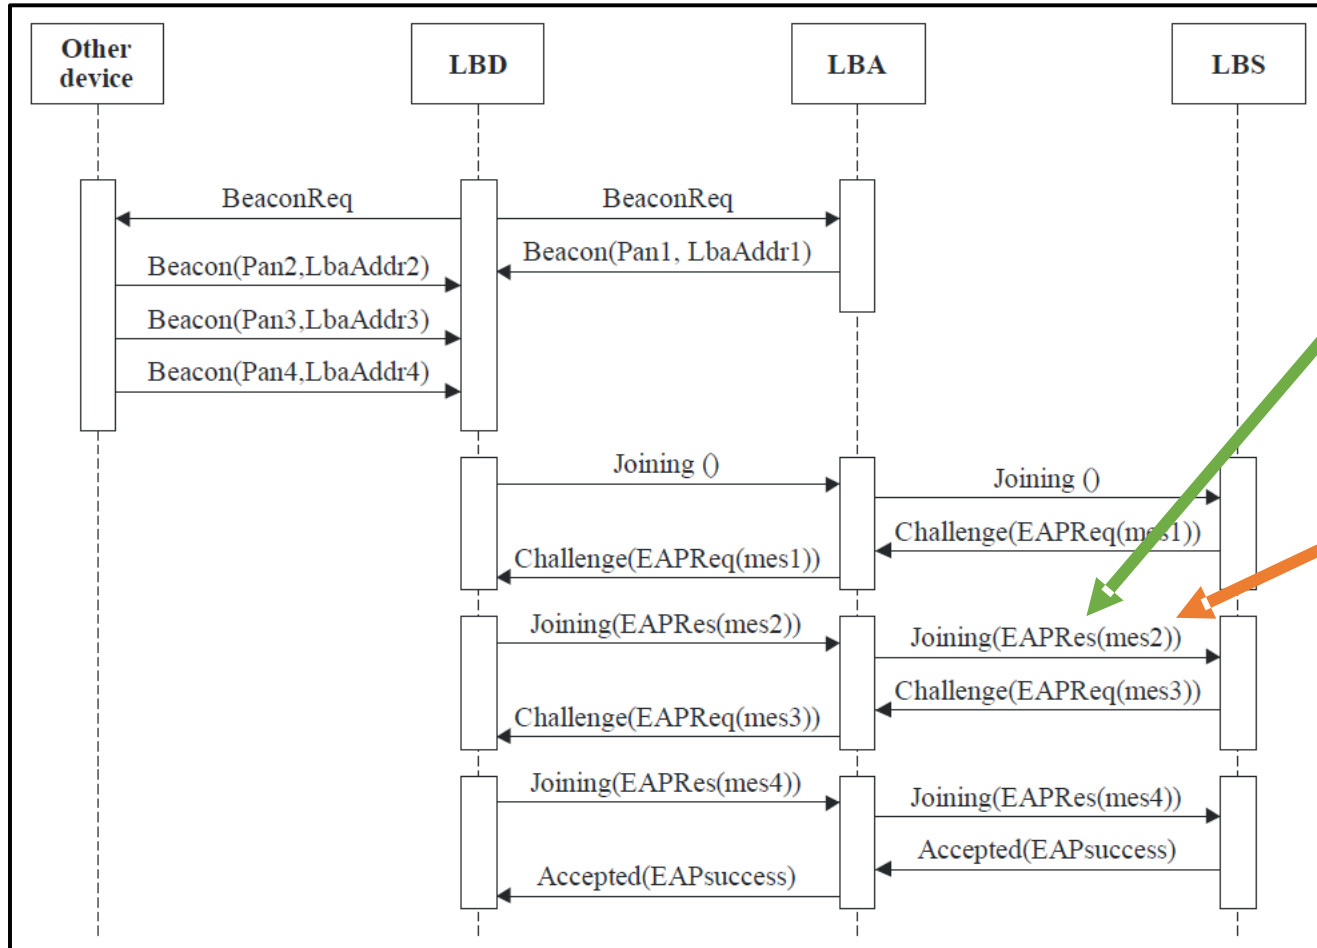 Other
device
LBD
LBA
LBS
BeaconReq
BeaconReq
Beacon(Pan1, LbaAddr1)
Beacon(Pan2,LbaAddr2)
Beacon(Pan3,LbaAddr3)
Beacon(Pan4,LbaAddr4)
Joining ()
Joining ()
Challenge(EAPReq(mes1))
Challenge(EAPReq(mes1))
Joining(EAPRes(mes2))
Joining(EAPRes(mes2))
Challenge(EAPReq(mes3))
Challenge(EAPReq(mes3))
Joining(EAPRes(mes4))
Joining(EAPRes(mes4))
Accepted(EAPsuccess)
Accepted(EAPsuccess)